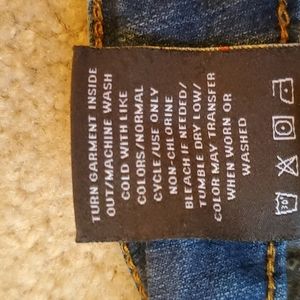 TURN GARMENT INSIDE
OUT/MACHINE WASH
COLD WITH LIKE
COLORS/NORMAL
CYCLE/USE ONLY
NON-CHLORINE
BLEACH IF NEEDED/
TUMBLE DRY LOW/
COLOR MAY TRANSFER
WHEN WORN OR
WASHED
30°